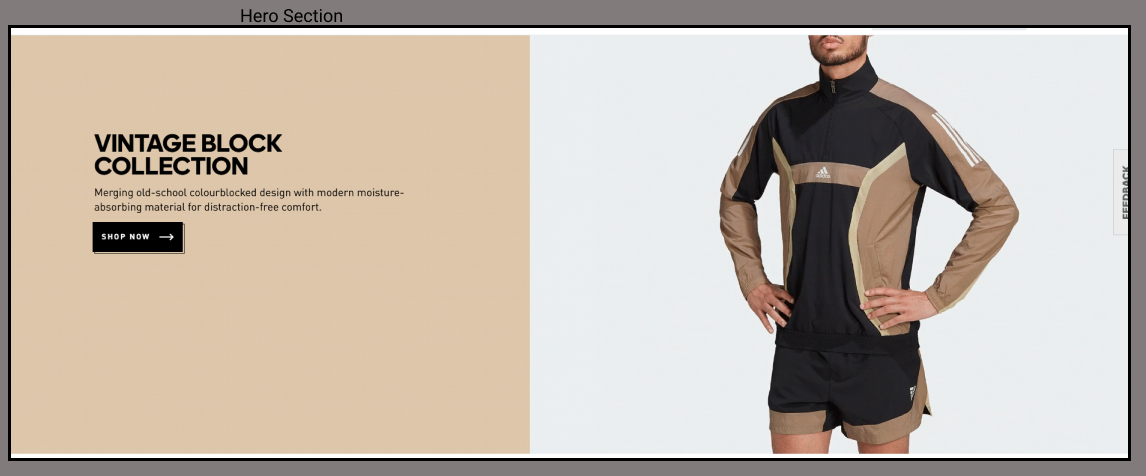 Hero Section
VINTAGE BLOCK
COLLECTION
Merging old-school colourblocked design with modern moisture-
absorbing material for distraction-free comfort.
SHOP NOW
adidas
FEEDBACK